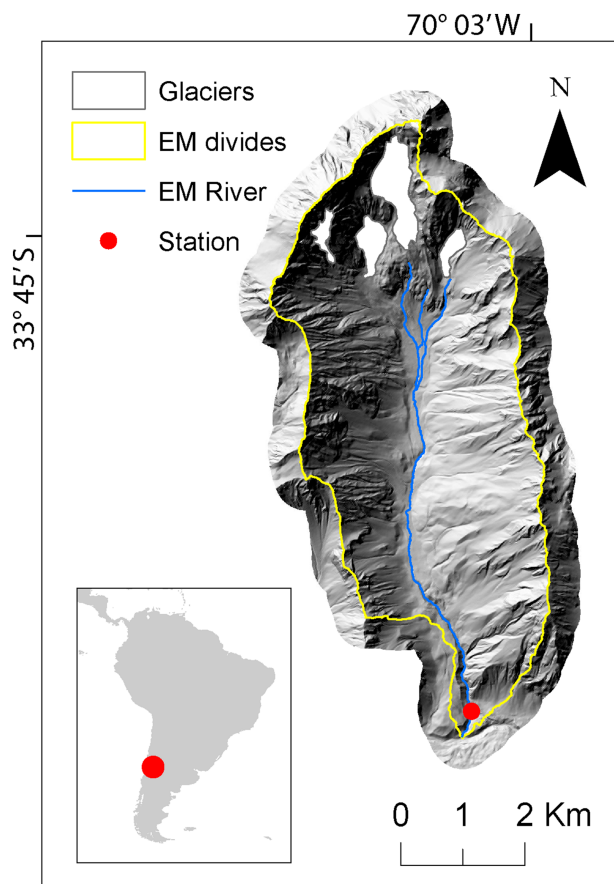 70° 03′ W
Glaciers
EM divides
EM River
Station
N
33° 45′ S
0 1 2 Km